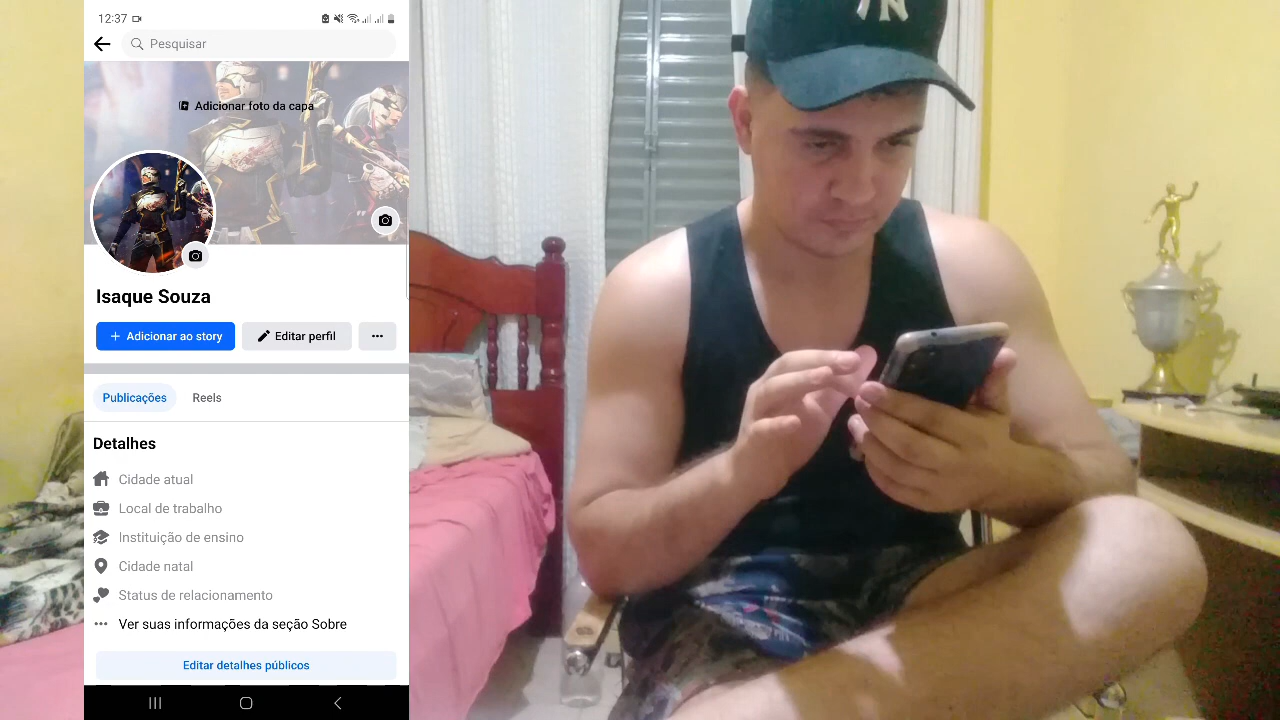 12:37
Pesquisar
Adicionar foto da capa
Isaque Souza
+ Adicionar ao story
Editar perfil
Publicações
Reels
Detalhes
Cidade atual
Local de trabalho
Instituição de ensino
Cidade natal
Status de relacionamento
Ver suas informações da seção Sobre
Editar detalhes públicos
NY